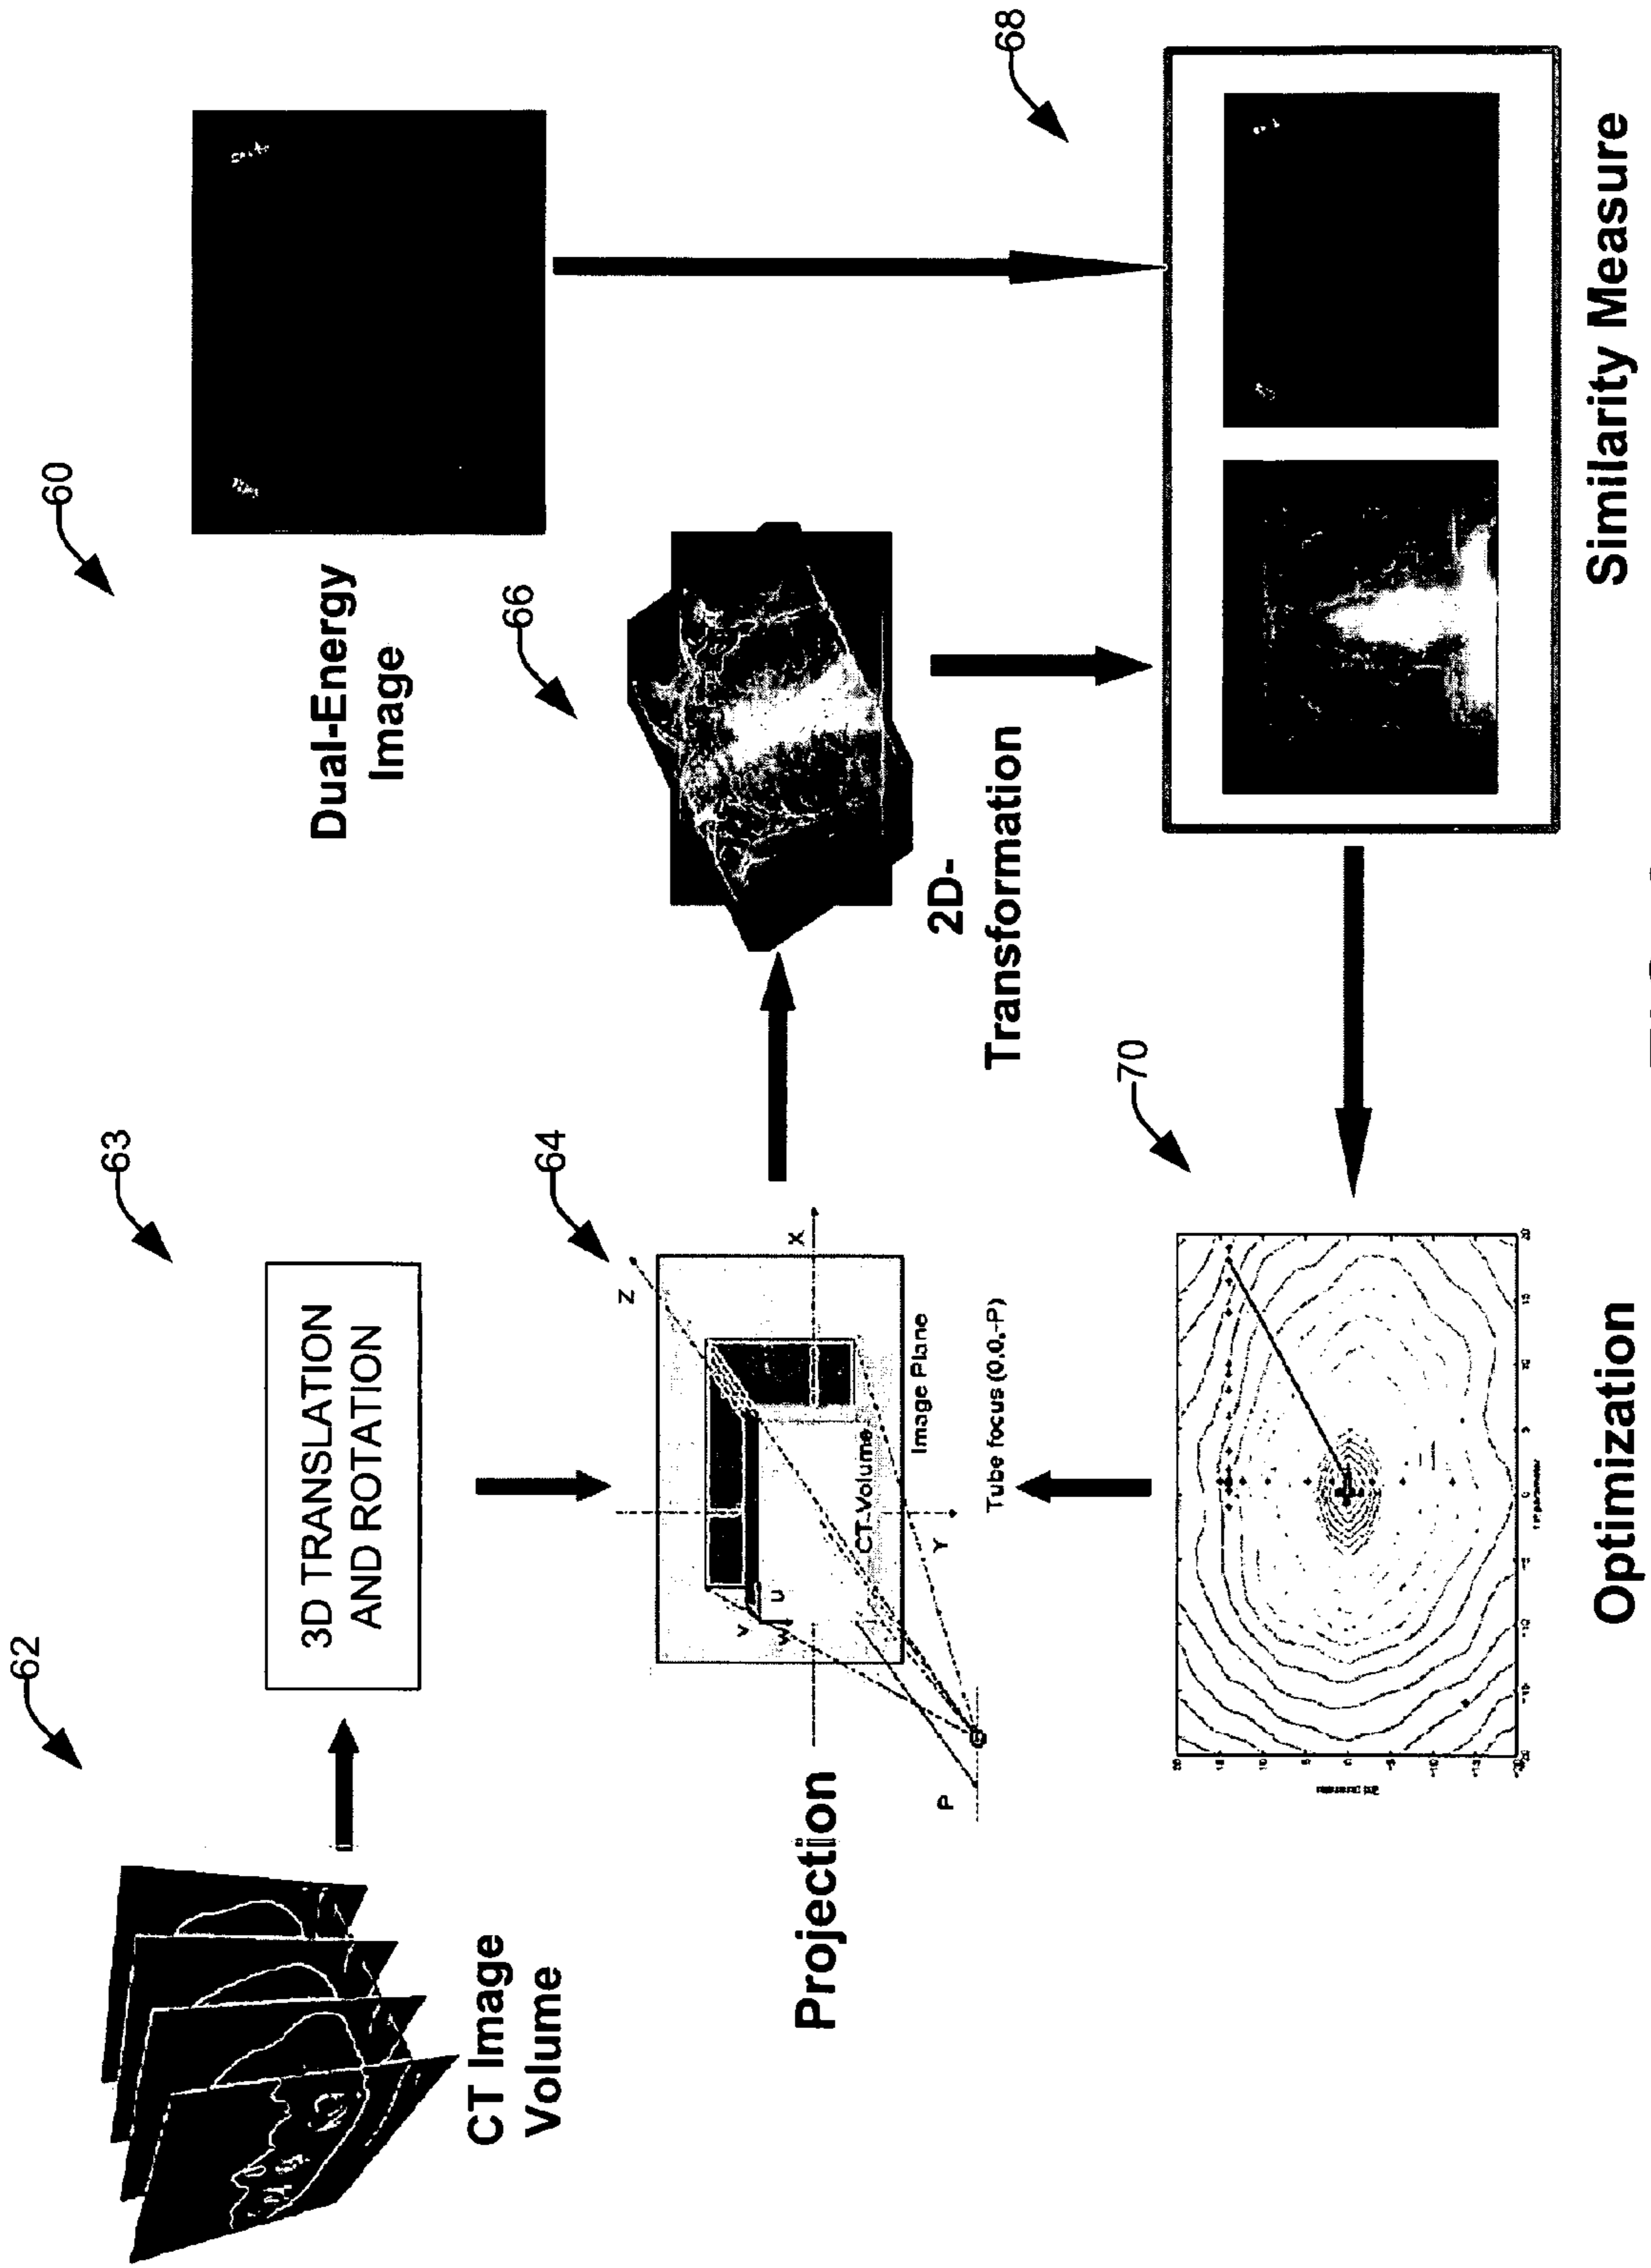 60
62
63
3D TRANSLATION
AND ROTATION
CT Image
Volume
Dual-Energy
Image
64
66
Z
X
Y
V
W
U
P
CT-Volume
Image Plane
Tube focus (0,0,-P)
Projection
2D-
Transformation
68
70
Optimization
Similarity Measure